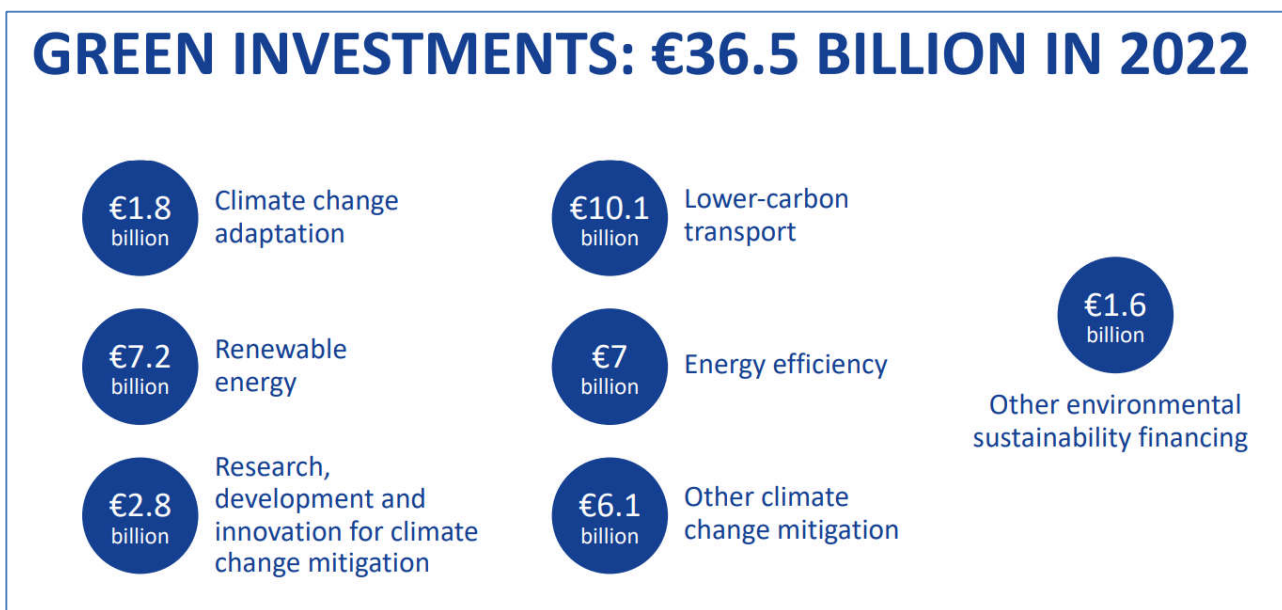 GREEN INVESTMENTS: €36.5 BILLION IN 2022
€1.8
billion
Climate change
adaptation
€7.2
billion
Renewable
energy
€2.8
billion
Research,
development and
innovation for climate
change mitigation
€10.1
billion
Lower-carbon
transport
€7
billion
Energy efficiency
€6.1
billion
Other climate
change mitigation
€1.6
billion
Other environmental
sustainability financing